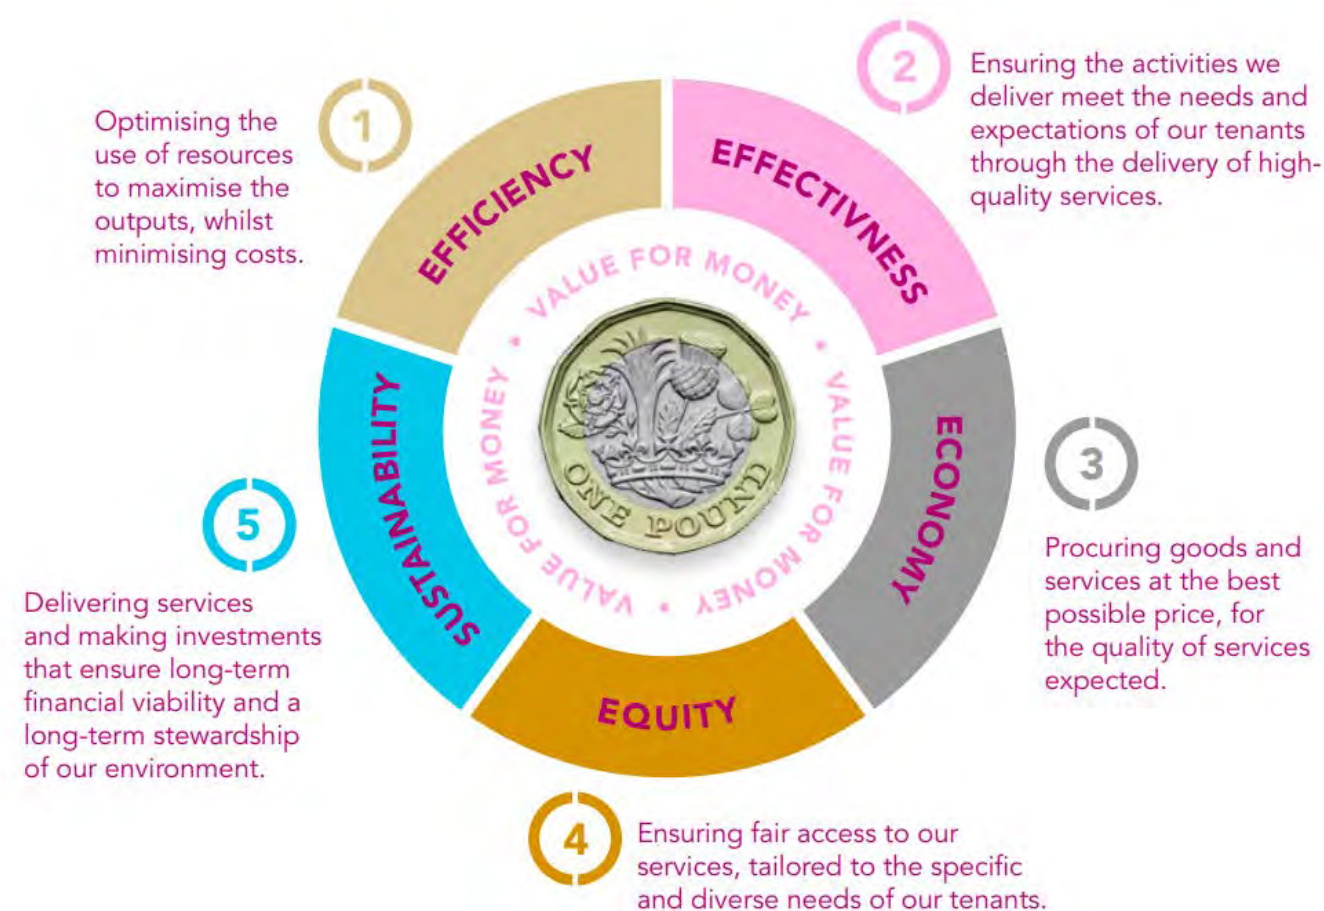 1
Optimising the
use of resources
to maximise the
outputs, whilst
minimising costs.
EFFICIENCY
2
Ensuring the activities we
deliver meet the needs and
expectations of our tenants
through the delivery of high-
quality services.
EFFECTIVNESS
3
Procuring goods and
services at the best
possible price, for
the quality of services
expected.
ECONOMY
4
Ensuring fair access to our
services, tailored to the specific
and diverse needs of our tenants.
EQUITY
5
Delivering services
and making investments
that ensure long-term
financial viability and a
long-term stewardship
of our environment.
SUSTAINABILITY
VALUE FOR MONEY • VALUE FOR MONEY • VALUE FOR MONEY •
ONE POUND